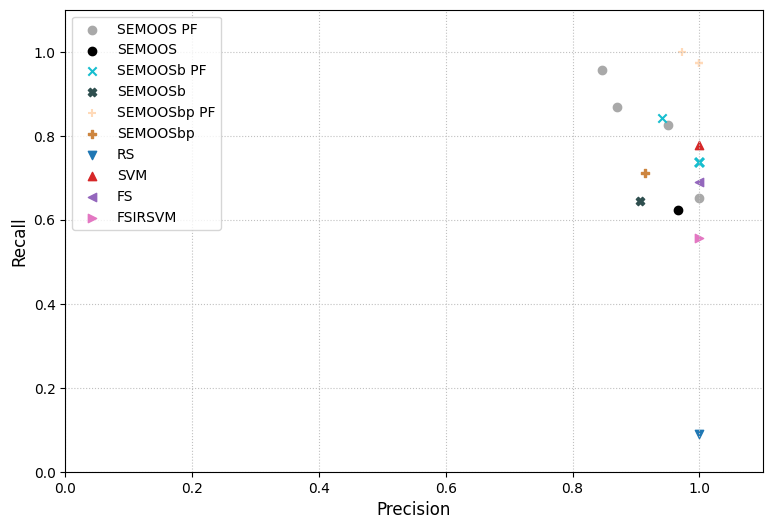 SEMOOS PF
SEMOOS
SEMOOSb PF
SEMOOSb
SEMOOSbp PF
SEMOOSbp
RS
SVM
FS
FSIRSVM
1.0
0.8
0.6
0.4
0.2
0.0
Recall
0.0 0.2 0.4 0.6 0.8 1.0
Precision